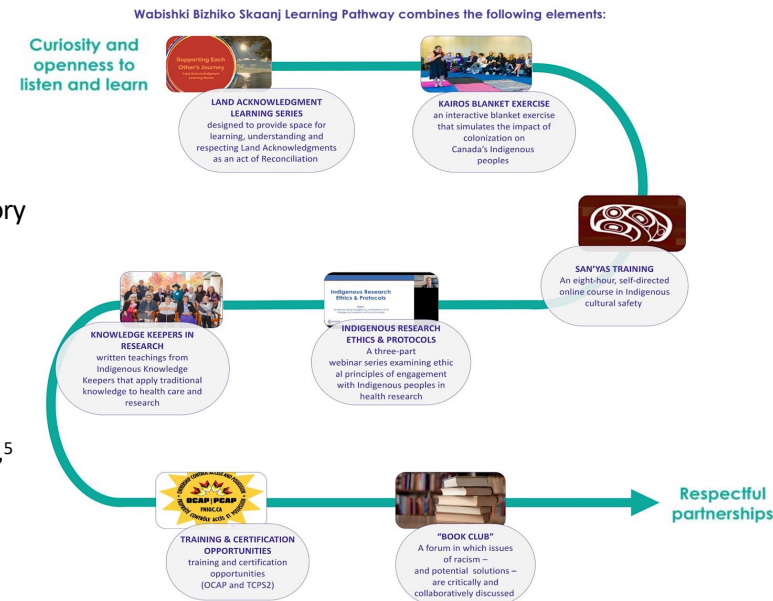 Wabishki Bizhiko Skaanj Learning Pathway combines the following elements:
Curiosity and
openness to
listen and learn
Supporting Each
Other's Journey
Land Acknowledgment
Learning Series
LAND ACKNOWLEDGMENT
LEARNING SERIES
designed to provide space for
learning, understanding and
respecting Land Acknowledgments
as an act of Reconciliation
KAIROS BLANKET EXERCISE
an interactive blanket exercise
that simulates the impact of
colonization on
Canada's Indigenous
peoples
ory
SAN'YAS TRAINING
An eight-hour, self-directed
online course in Indigenous
cultural safety
Indigenous Research
Ethics & Protocols
INDIGENOUS RESEARCH
ETHICS & PROTOCOLS
A three-part
webinar series examining ethic
al principles of engagement
with Indigenous peoples in
health research
KNOWLEDGE KEEPERS IN
RESEARCH
written teachings from
Indigenous Knowledge
Keepers that apply traditional
knowledge to health care and
research
,5
OCAP|PCAP
FNIGC.CA
TRAINING & CERTIFICATION
OPPORTUNITIES
training and certification
opportunities
(OCAP and TCPS2)
"BOOK CLUB"
A forum in which issues
of racism –
and potential solutions –
are critically and
collaboratively discussed
Respectful
partnerships